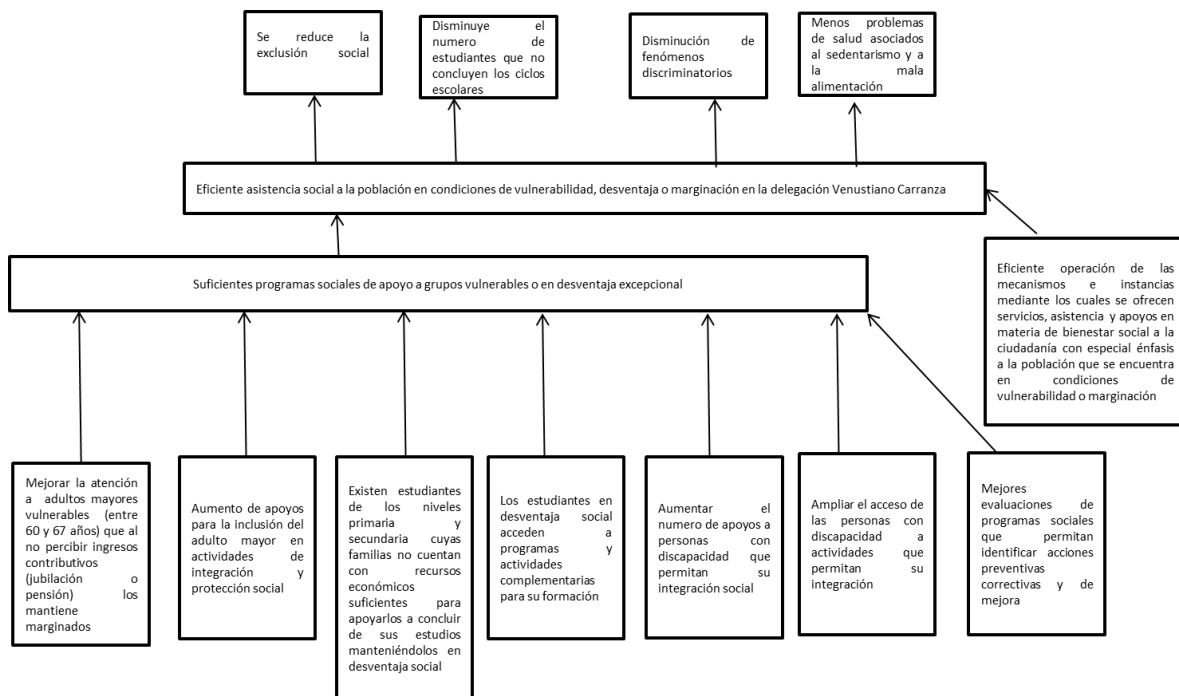 Se reduce la
exclusión social
Disminuye el
numero de
estudiantes que no
concluyen los ciclos
escolares
Disminución de
fenómenos
discriminatorios
Menos problemas
de salud asociados
al sedentarismo y a
la mala
alimentación
Eficiente asistencia social a la población en condiciones de vulnerabilidad, desventaja o marginación en la delegación Venustiano Carranza
Suficientes programas sociales de apoyo a grupos vulnerables o en desventaja excepcional
Eficiente operación de las
mecanismos e instancias
mediante los cuales se ofrecen
servicios, asistencia y apoyos en
materia de bienestar social a la
ciudadanía con especial énfasis
a la población que se encuentra
en condiciones de
vulnerabilidad o marginación
Mejorar la atención
a adultos mayores
vulnerables (entre
60 y 67 años) que al
no percibir ingresos
contributivos
(jubilación o
pensión) los
mantiene
marginados
Aumento de apoyos
para la inclusión del
adulto mayor en
actividades de
integración y
protección social
Existen estudiantes
de los niveles
primaria y
secundaria cuyas
familias no cuentan
con recursos
económicos
suficientes para
apoyarlos a concluir
de sus estudios
manteniéndolos en
desventaja social
Los estudiantes en
desventaja social
acceden a
programas y
actividades
complementarias
para su formación
Aumentar el
numero de apoyos a
personas con
discapacidad que
permitan su
integración social
Ampliar el acceso de
las personas con
discapacidad a
actividades que
permitan su
integración
Mejores
evaluaciones de
programas sociales
que permitan
identificar acciones
preventivas
correctivas y de
mejora